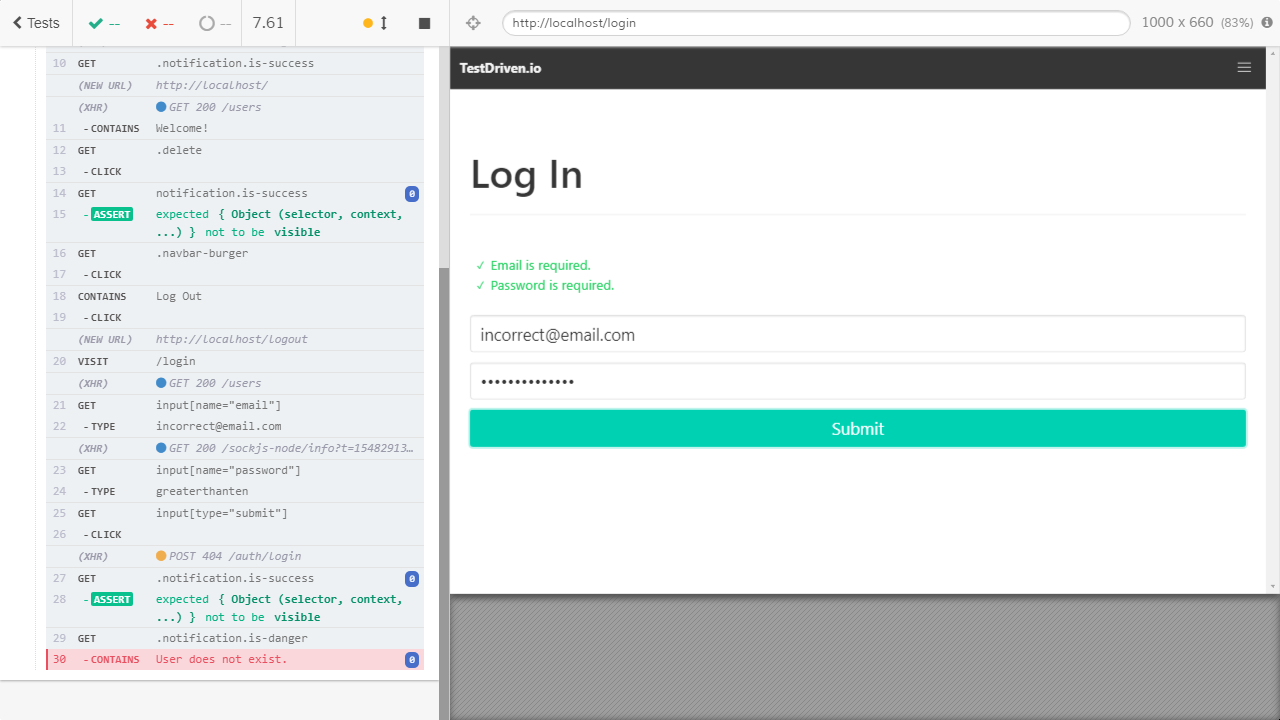 Tests
--
--
--
7.61
http://localhost/login
1000 x 660 (83%)
10 GET .notification.is-success
(NEW URL) http://localhost/
(XHR) GET 200 /users
11 -CONTAINS Welcome!
12 GET .delete
13 -CLICK
14 GET notification.is-success 0
15 -ASSERT expected { Object (selector, context,
...) } not to be visible
16 GET .navbar-burger
17 -CLICK
18 CONTAINS Log Out
19 -CLICK
(NEW URL) http://localhost/logout
20 VISIT /login
(XHR) GET 200 /users
21 GET input[name="email"]
22 -TYPE incorrect@email.com
(XHR) GET 200 /sockjs-node/info?t=15482913…
23 GET input[name="password"]
24 -TYPE greaterthanten
25 GET input[type="submit"]
26 -CLICK
(XHR) POST 404 /auth/login
27 GET .notification.is-success 0
28 -ASSERT expected { Object (selector, context,
...) } not to be visible
29 GET .notification.is-danger
30 -CONTAINS User does not exist. 0
TestDriven.io
Log In
✓ Email is required.
✓ Password is required.
incorrect@email.com
••••••••••••••
Submit